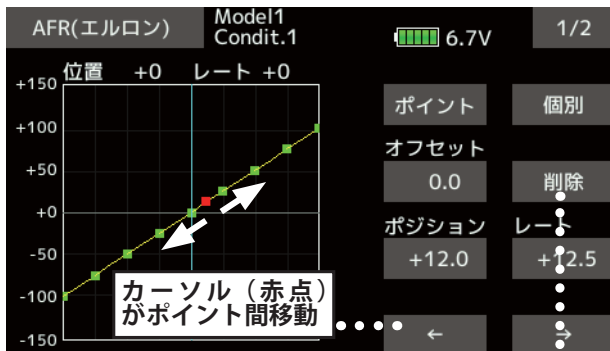 AFR(エルロン)
Model1
Condit.1
6.7V
1/2
位置 +0 レート +0
+150
+100
+50
+0
-50
-100
-150
ポイント
個別
オフセット
0.0
削除
ポジション
レート
+12.0
+12.5
カーソル（赤点）
がポイント間移動
←
→